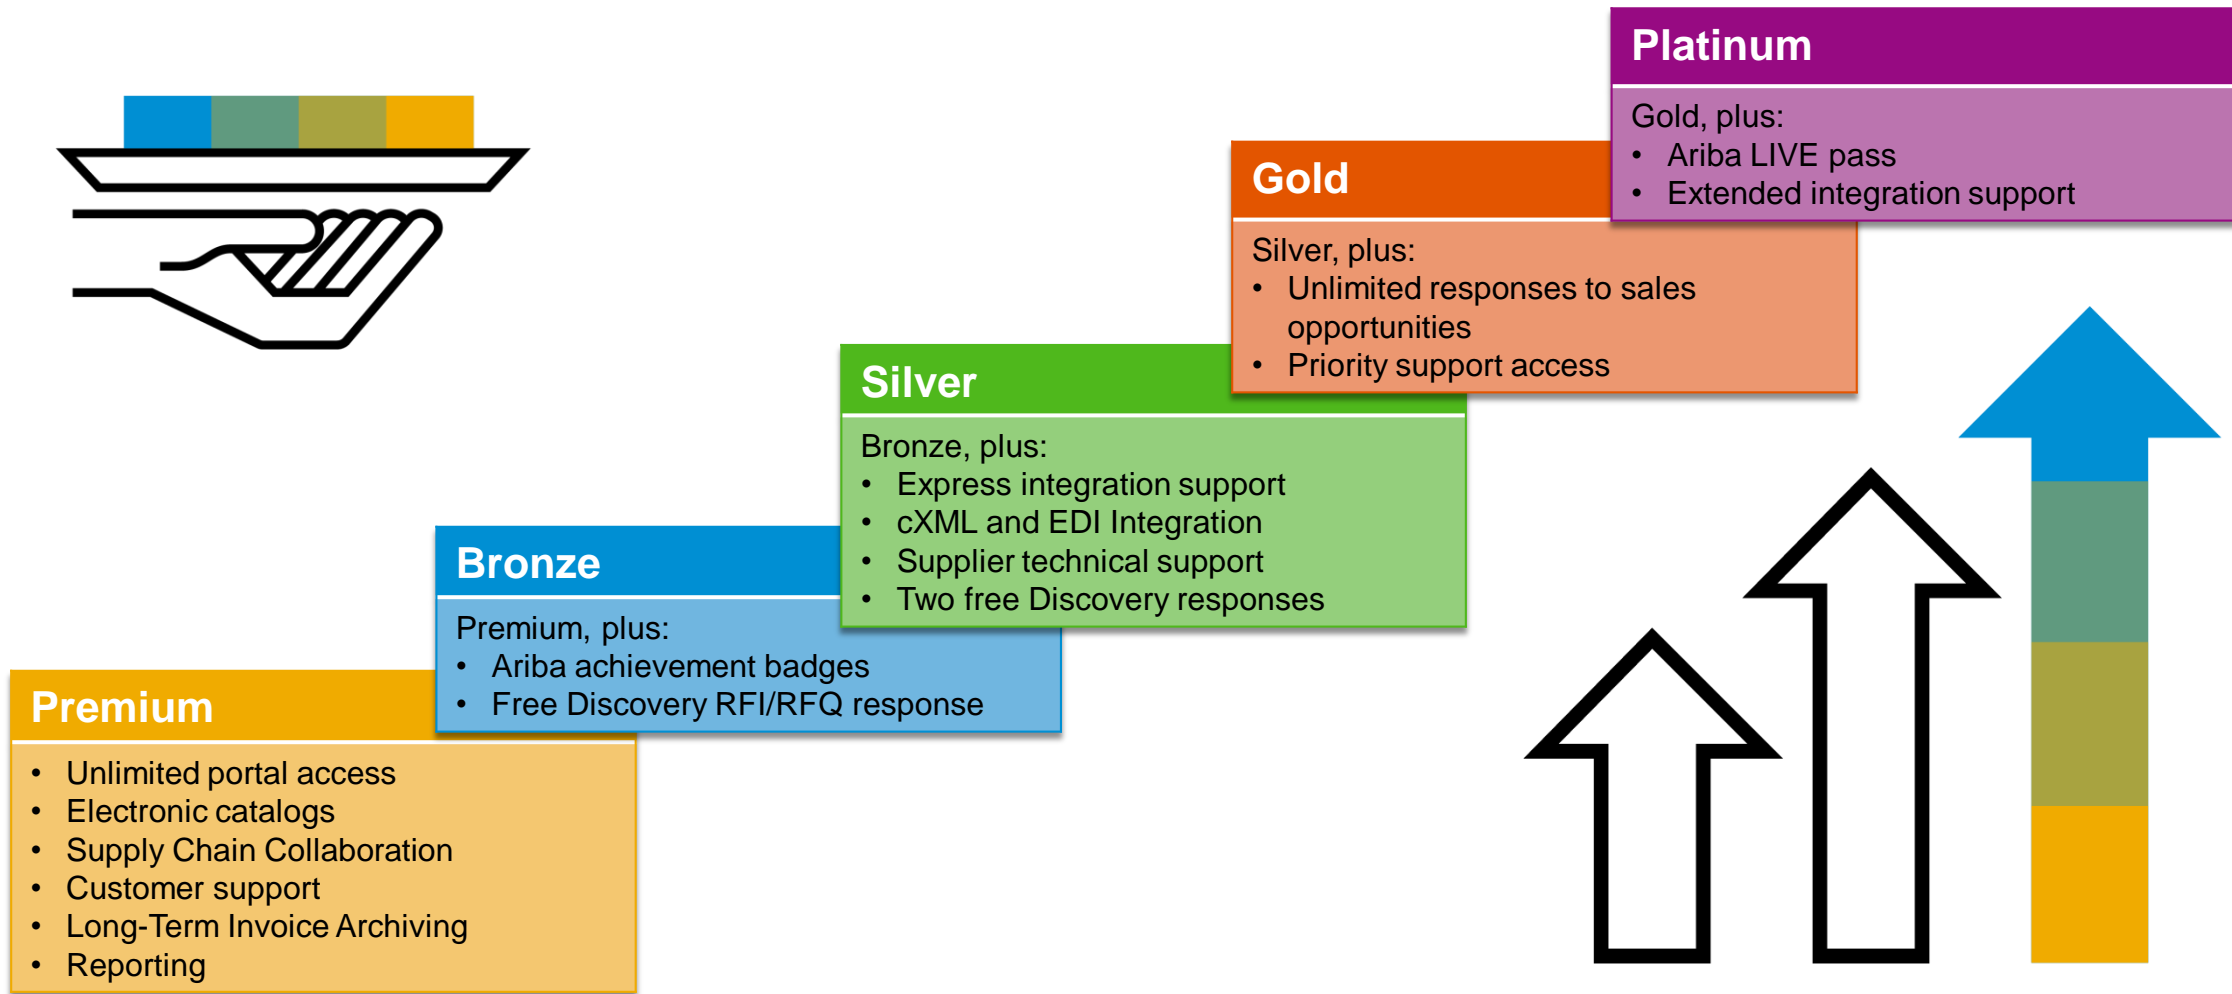 Platinum
Gold, plus:
• Ariba LIVE pass
• Extended integration support
Gold
Silver, plus:
• Unlimited responses to sales
opportunities
• Priority support access
Silver
Bronze, plus:
• Express integration support
• cXML and EDI Integration
• Supplier technical support
• Two free Discovery responses
Bronze
Premium, plus:
• Ariba achievement badges
• Free Discovery RFI/RFQ response
Premium
• Unlimited portal access
• Electronic catalogs
• Supply Chain Collaboration
• Customer support
• Long-Term Invoice Archiving
• Reporting